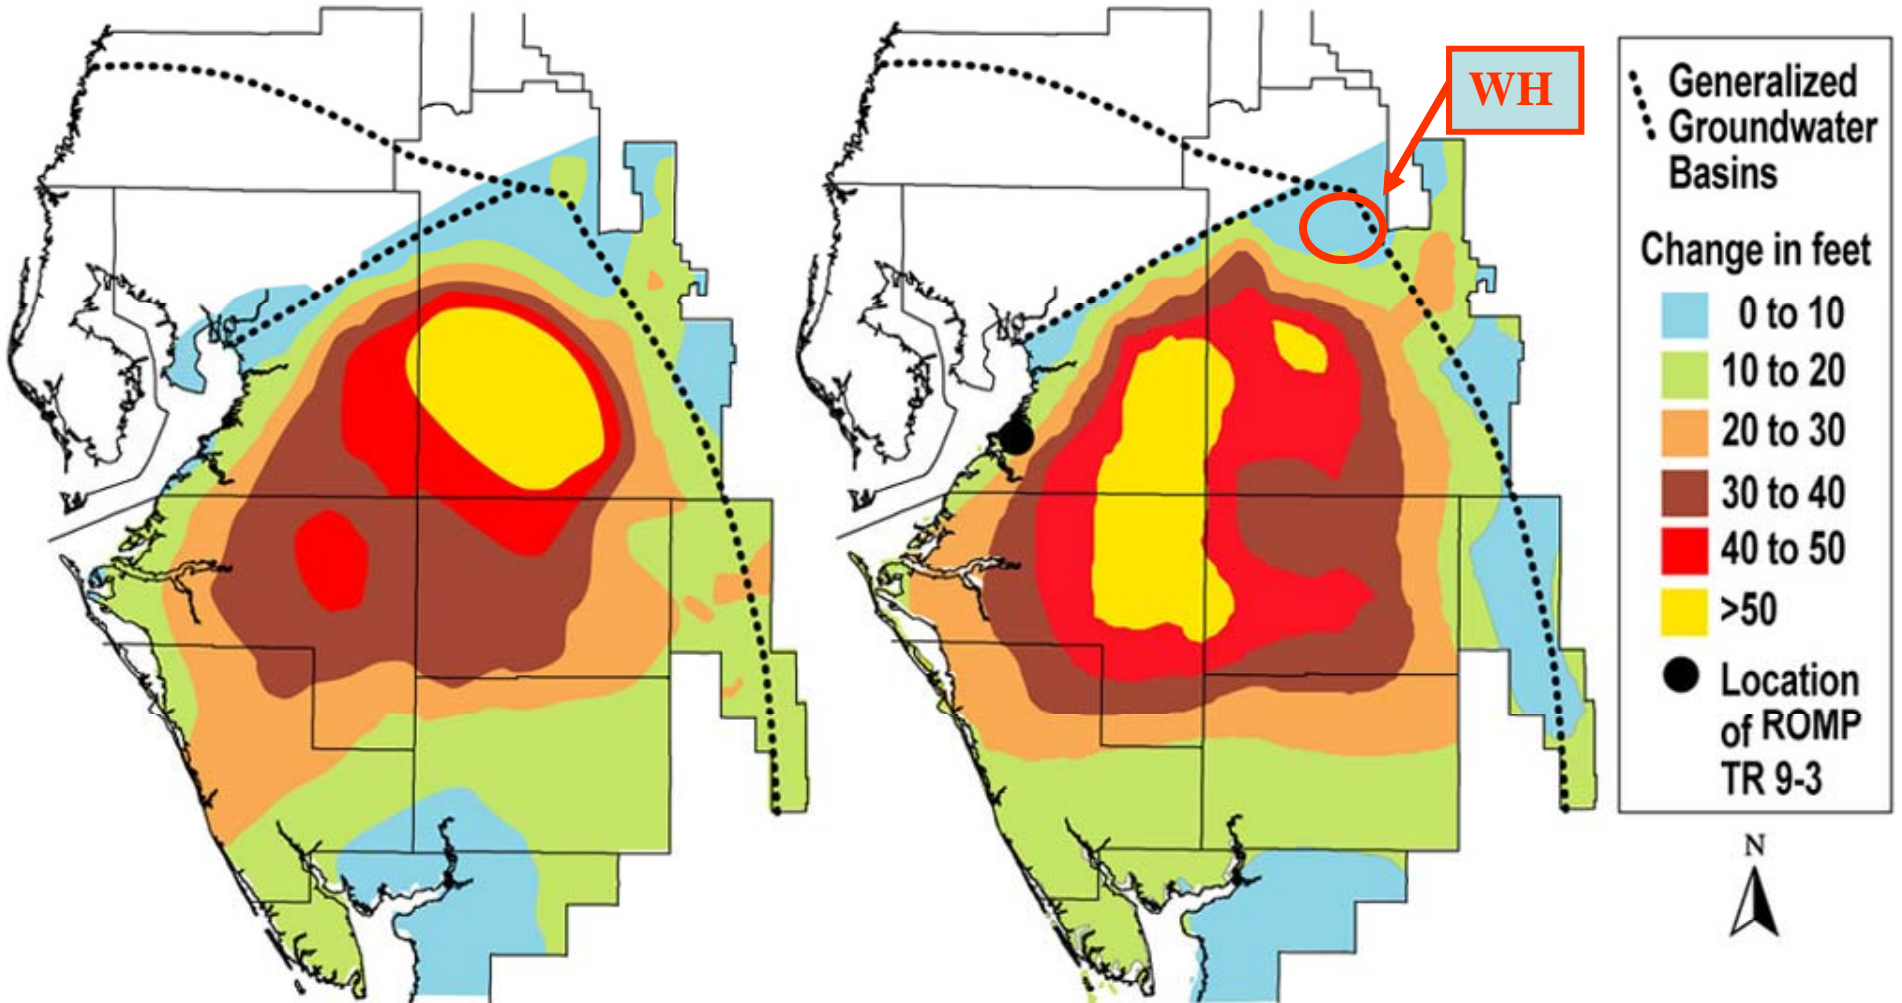 WH
Generalized
Groundwater
Basins
Change in feet
0 to 10
10 to 20
20 to 30
30 to 40
40 to 50
>50
Location
of ROMP
TR 9-3
N